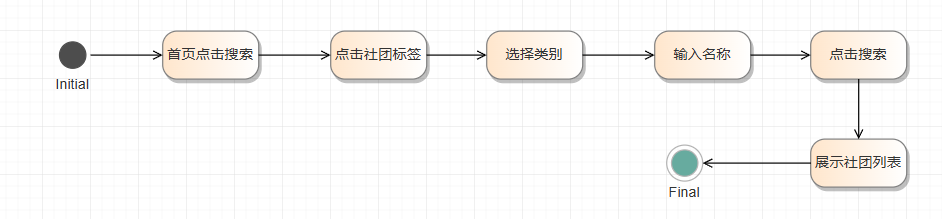 首页点击搜索
点击社团标签
选择类别
输入名称
点击搜索
Initial
展示社团列表
Final